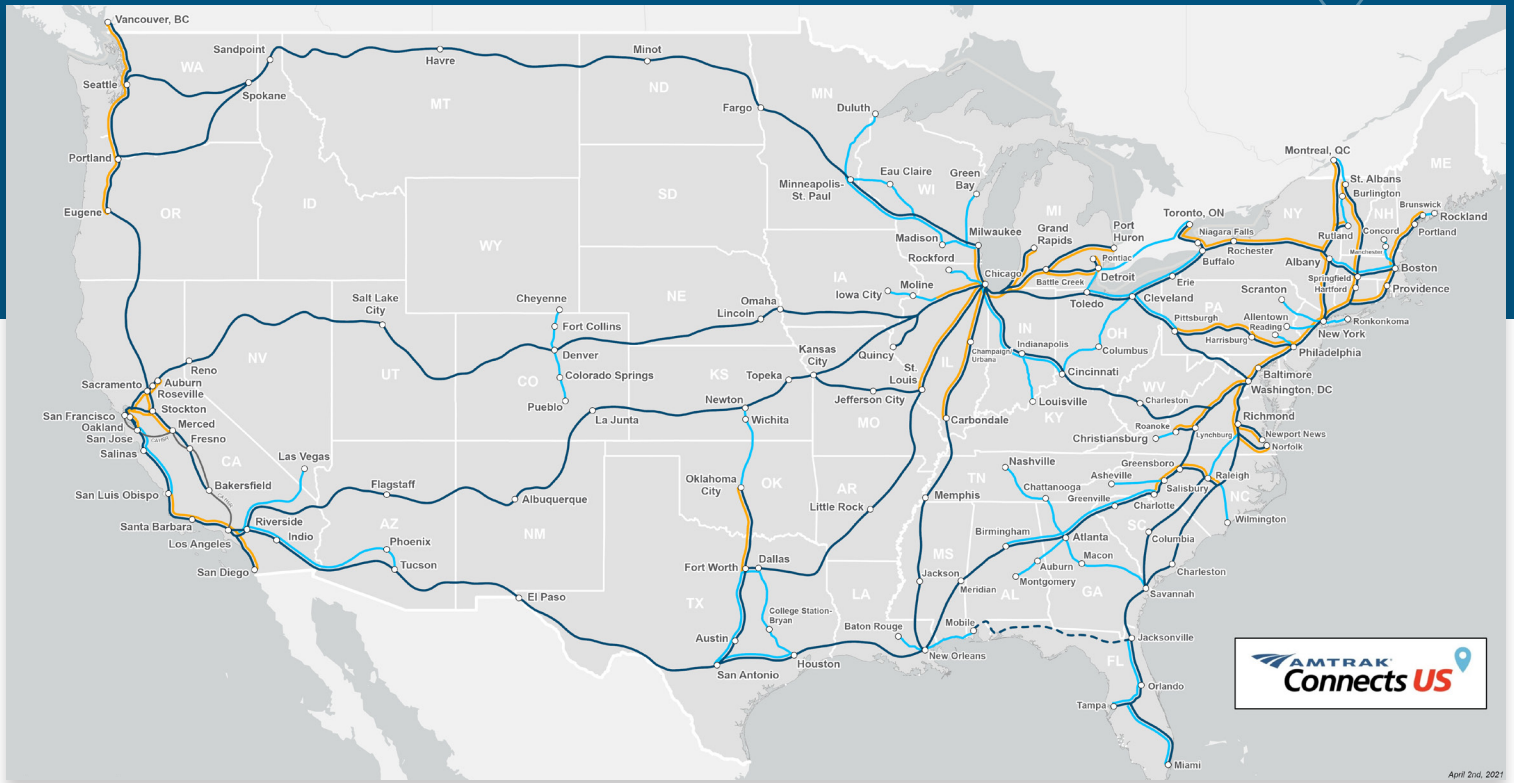 Vancouver, BC
Seattle
WA
Sandpoint
Spokane
Havre
MT
Minot
ND
Fargo
MN
Duluth
Portland
Eugene
OR
ID
WY
SD
Minneapolis-
St. Paul
Eau Claire
WI
Green
Bay
Madison
Milwaukee
Rockford
MI
Grand
Rapids
Port
Huron
Pontiac
Battle Creek
Detroit
Toronto, ON
Niagara Falls
Buffalo
Rochester
NY
Montreal, QC
St. Albans
Burlington
Rutland
NH
Concord
Manchester
ME
Brunswick
Rockland
Portland
Albany
Boston
Springfield
Hartford
Providence
Chicago
Moline
Iowa City
IA
Toledo
Cleveland
Erie
PA
Scranton
Pittsburgh
Allentown
Reading
Harrisburg
New York
Ronkonkoma
Philadelphia
Baltimore
Washington, DC
Salt Lake
City
Cheyenne
Fort Collins
NE
Omaha
Lincoln
Denver
CO
Colorado Springs
Pueblo
NV
UT
Reno
Sacramento
Auburn
Roseville
Stockton
San Francisco
Oakland
Merced
San Jose
Fresno
Salinas
CA
Bakersfield
San Luis Obispo
Santa Barbara
Los Angeles
San Diego
Las Vegas
Riverside
Indio
Kansas
City
KS
Topeka
Newton
Wichita
La Junta
Quincy
St.
Louis
Jefferson City
MO
IL
Champaign-
Urbana
Carbondale
IN
Indianapolis
OH
Columbus
Cincinnati
Louisville
KY
WV
Charleston
Richmond
Newport News
Norfolk
Roanoke
Lynchburg
Christiansburg
Flagstaff
AZ
Phoenix
Tucson
Albuquerque
NM
El Paso
Oklahoma
City
OK
AR
Little Rock
Memphis
TN
Nashville
Chattanooga
Asheville
Greensboro
Raleigh
Salisbury
NC
Greenville
Charlotte
Wilmington
Fort Worth
Dallas
TX
College Station-
Bryan
Austin
San Antonio
Houston
LA
Baton Rouge
New Orleans
MS
Jackson
Meridian
AL
Birmingham
Atlanta
Auburn
Montgomery
Macon
GA
SC
Columbia
Charleston
Savannah
Mobile
Jacksonville
FL
Orlando
Tampa
Miami
AMTRAK
Connects US
April 2nd, 2021